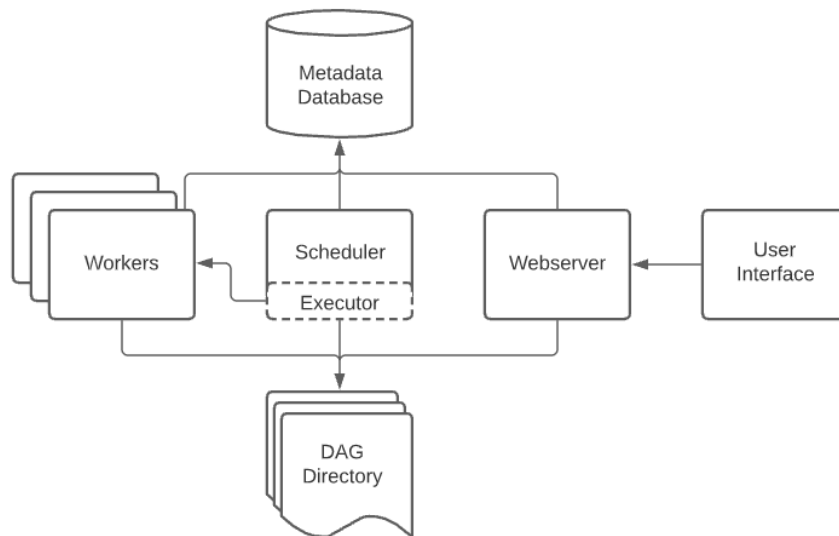 Metadata
Database
Workers
Scheduler
Executor
Webserver
User
Interface
DAG
Directory